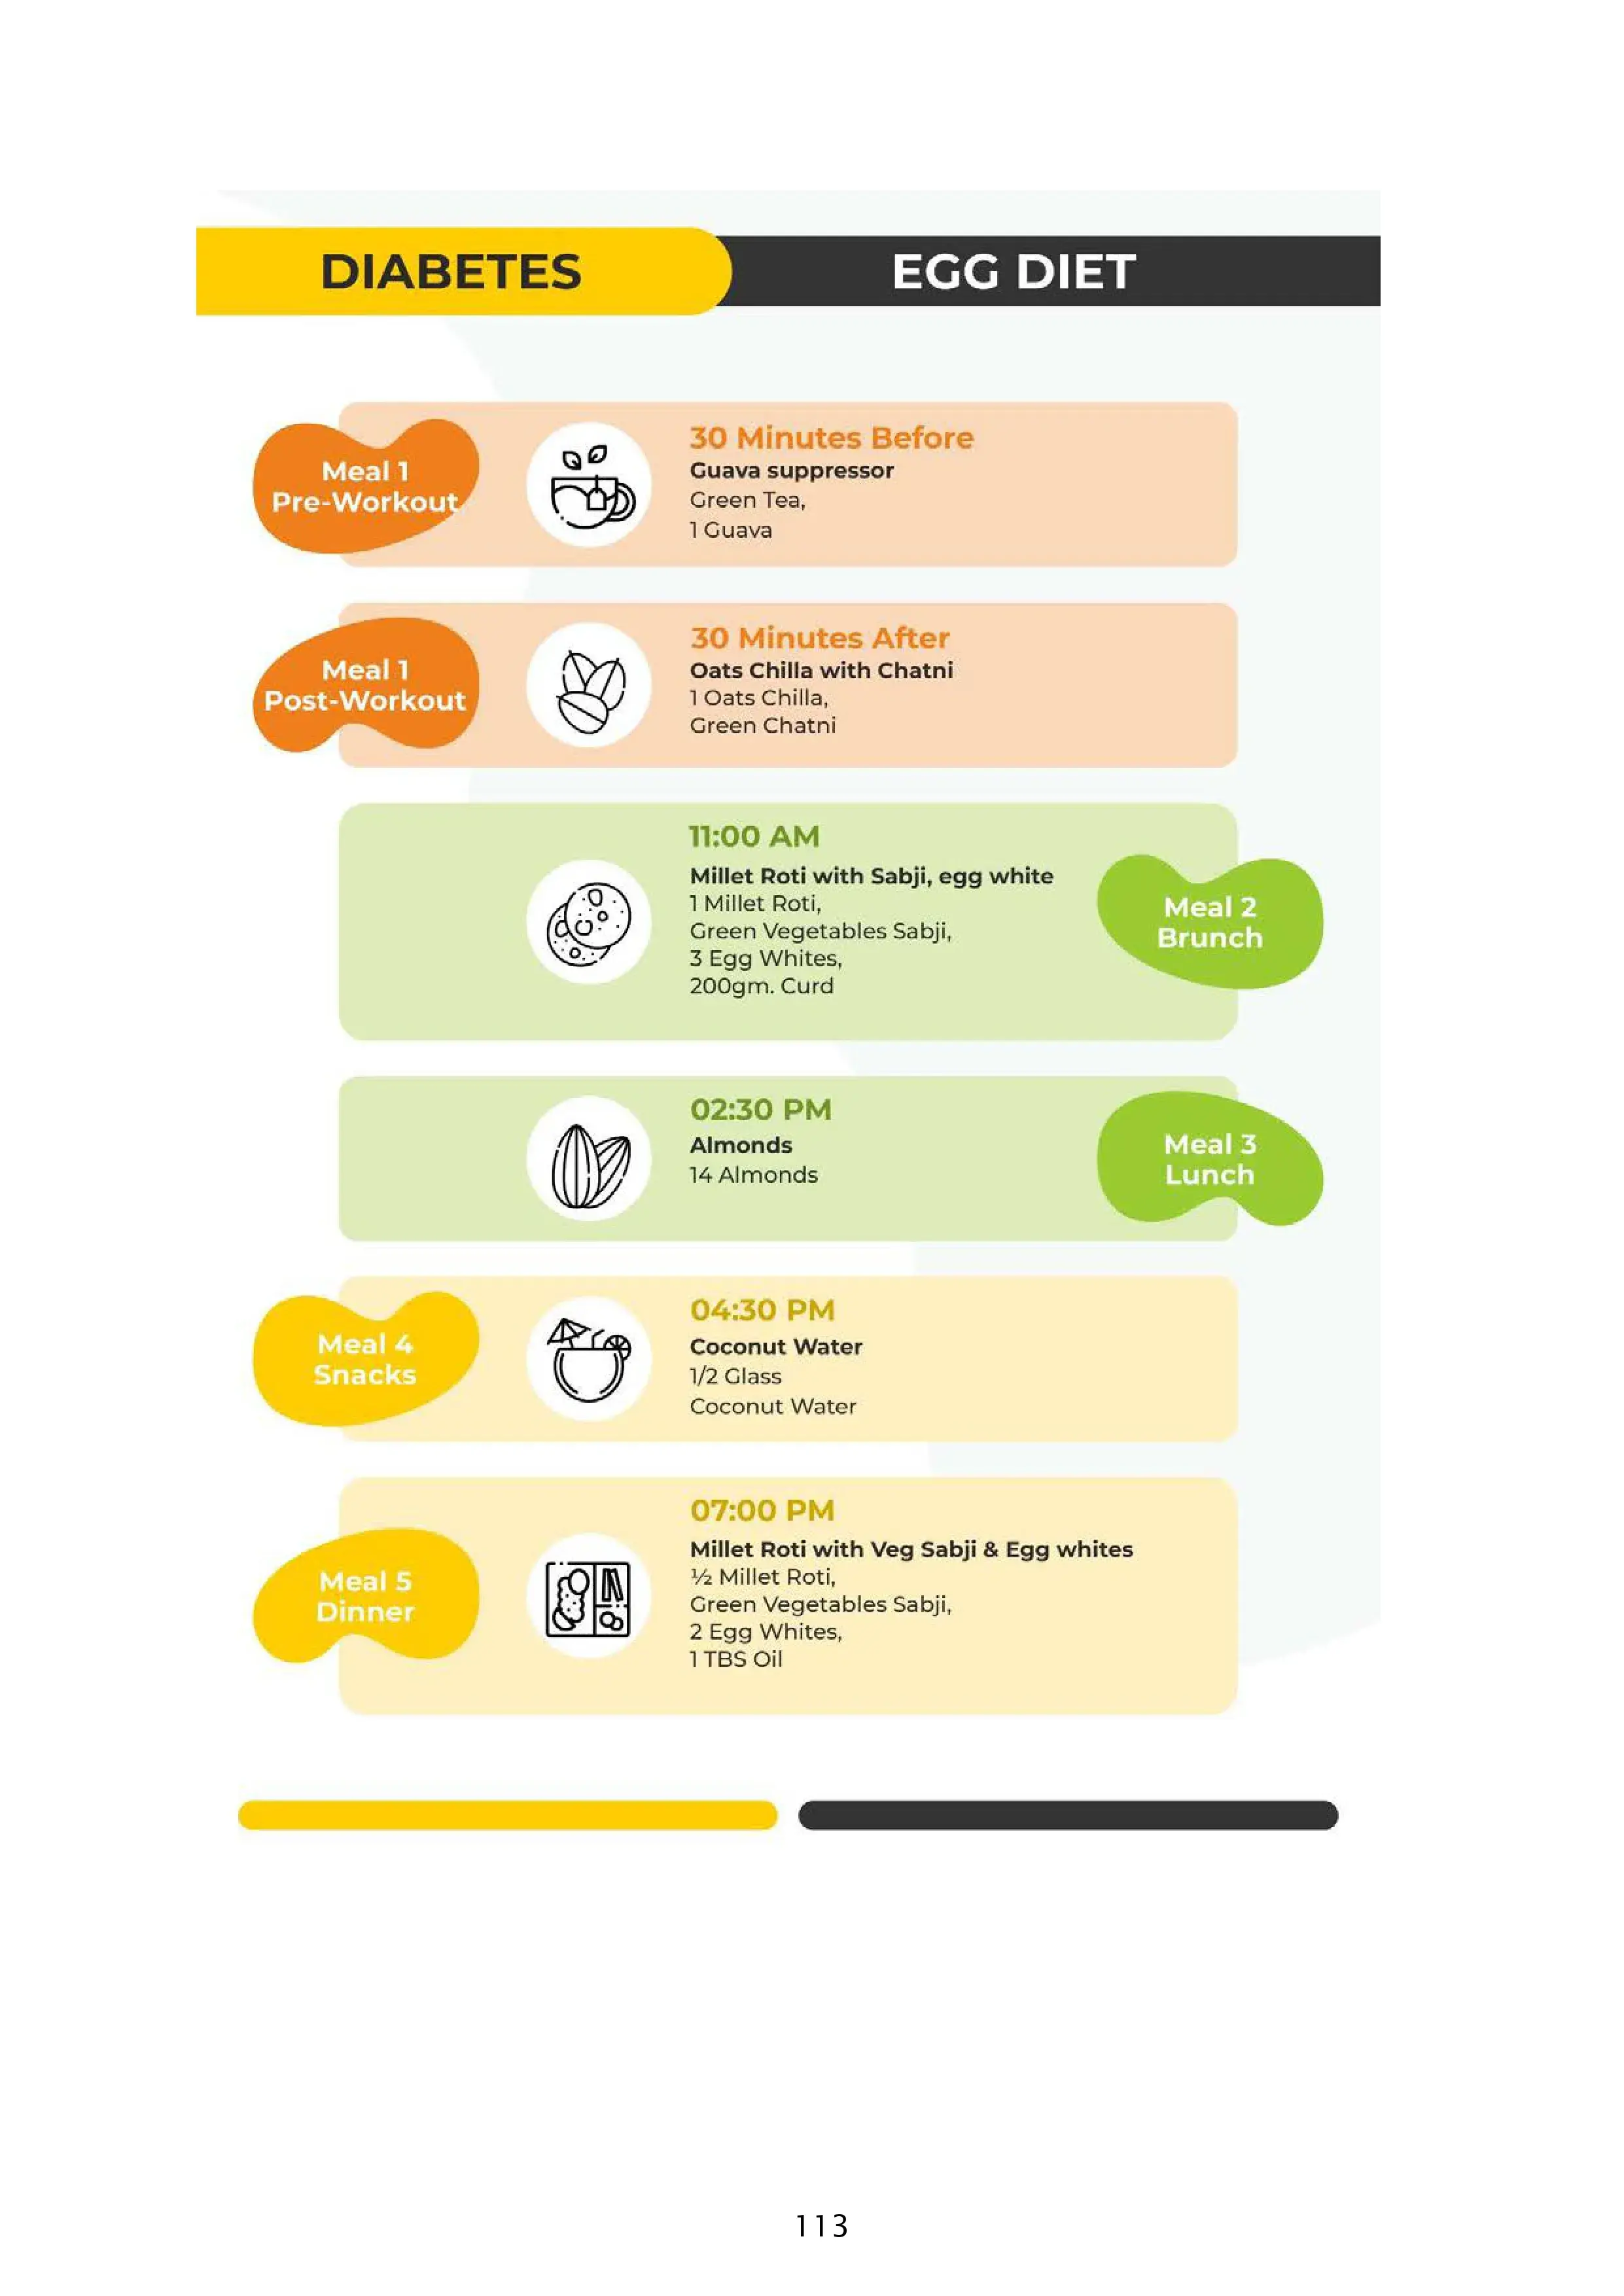 DIABETES
EGG DIET
Meal 1
Pre-Workout
30 Minutes Before
Guava suppressor
Green Tea,
1 Guava
Meal 1
Post-Workout
30 Minutes After
Oats Chilla with Chatni
1 Oats Chilla,
Green Chatni
11:00 AM
Millet Roti with Sabji, egg white
1 Millet Roti,
Green Vegetables Sabji,
3 Egg Whites,
200gm. Curd
Meal 2
Brunch
02:30 PM
Almonds
14 Almonds
Meal 3
Lunch
Meal 4
Snacks
04:30 PM
Coconut Water
1/2 Glass
Coconut Water
Meal 5
Dinner
07:00 PM
Millet Roti with Veg Sabji & Egg whites
½ Millet Roti,
Green Vegetables Sabji,
2 Egg Whites,
1 TBS Oil
113